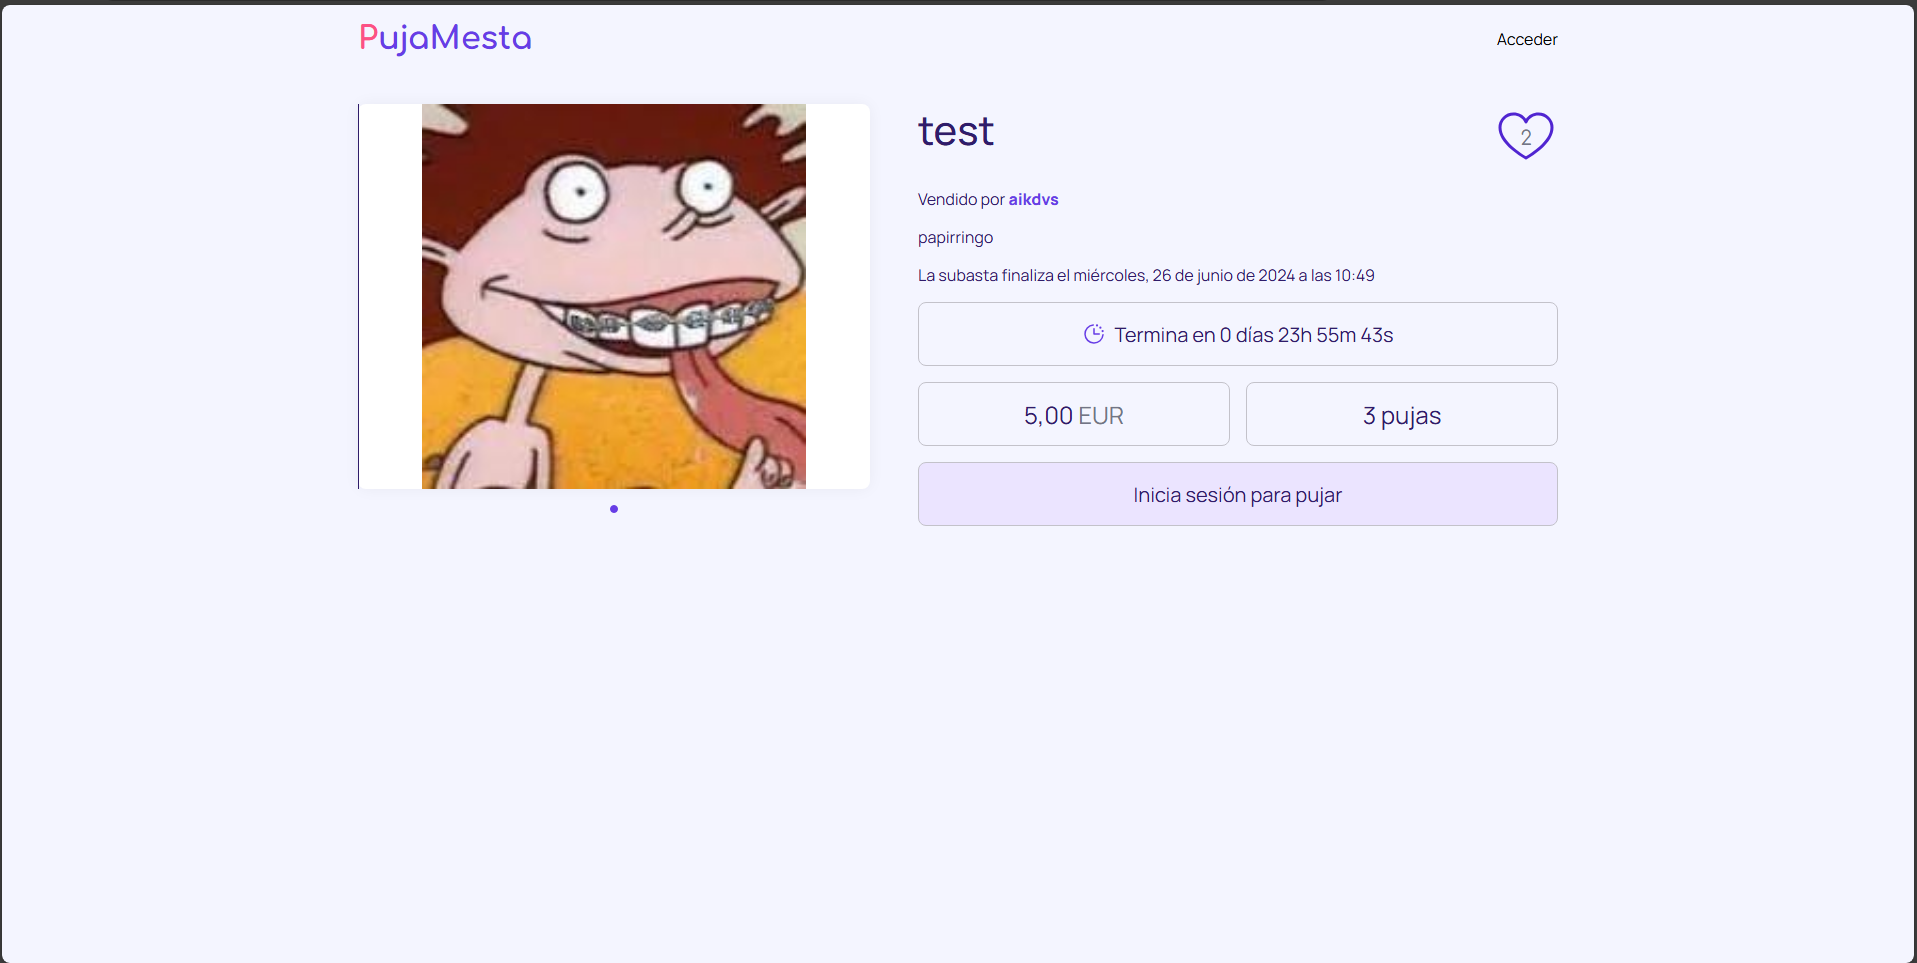 PujaMesta
Acceder
test
2
Vendido por aikdvs
papirringo
La subasta finaliza el miércoles, 26 de junio de 2024 a las 10:49
Termina en 0 días 23h 55m 43s
5,00 EUR
3 pujas
Inicia sesión para pujar